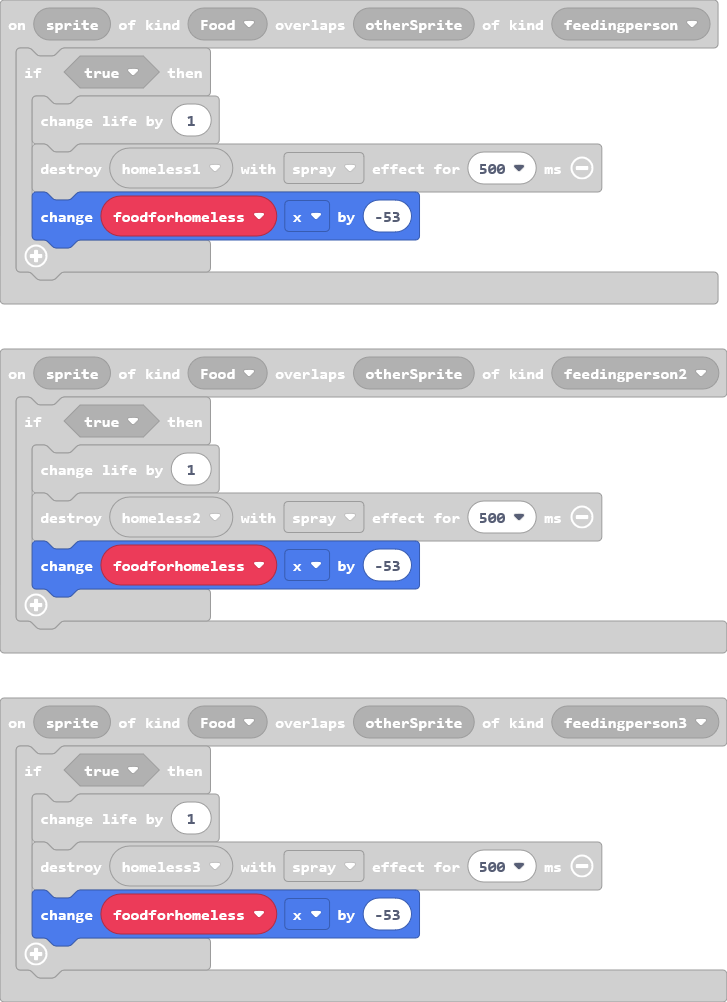 on sprite of kind Food overlaps otherSprite of kind feedingperson
if true then
change life by 1
destroy homeless1 with spray effect for 500 ms
change foodforhomeless x by -53
on sprite of kind Food overlaps otherSprite of kind feedingperson2
if true then
change life by 1
destroy homeless2 with spray effect for 500 ms
change foodforhomeless x by -53
on sprite of kind Food overlaps otherSprite of kind feedingperson3
if true then
change life by 1
destroy homeless3 with spray effect for 500 ms
change foodforhomeless x by -53